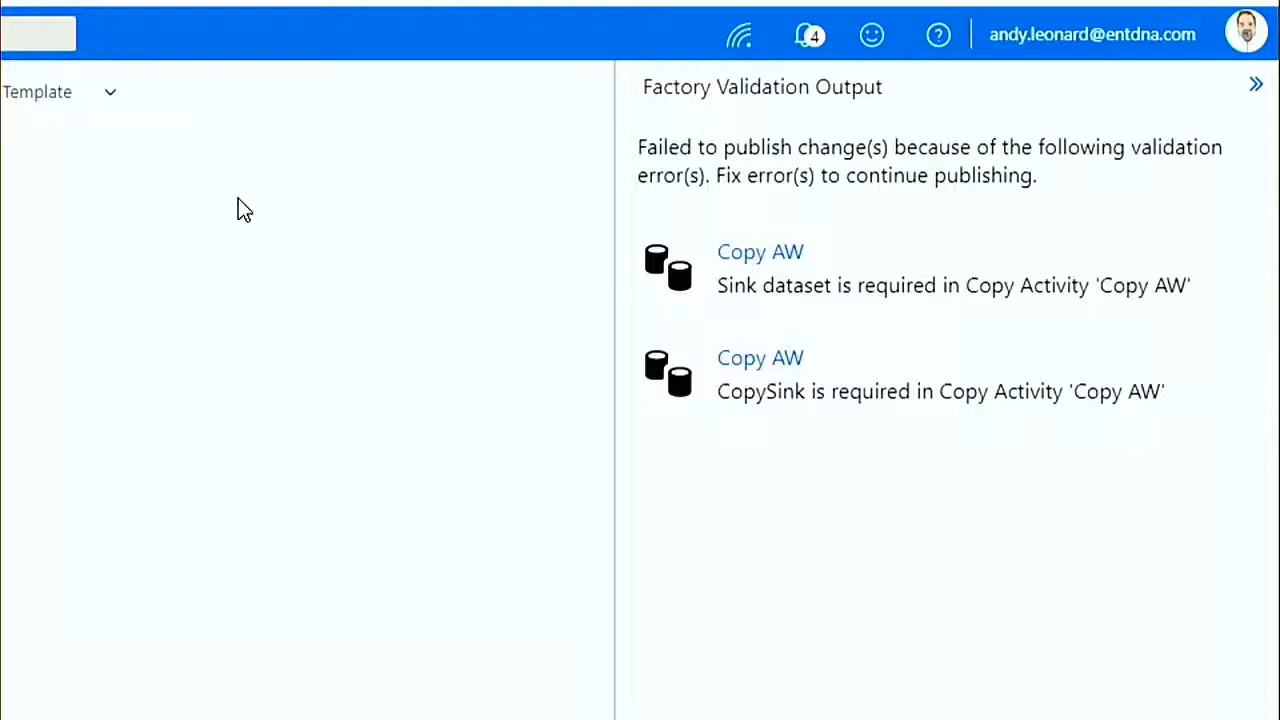 4
andy.leonard@entdna.com
Template
Factory Validation Output
Failed to publish change(s) because of the following validation
error(s). Fix error(s) to continue publishing.
Copy AW
Sink dataset is required in Copy Activity 'Copy AW'
Copy AW
CopySink is required in Copy Activity 'Copy AW'